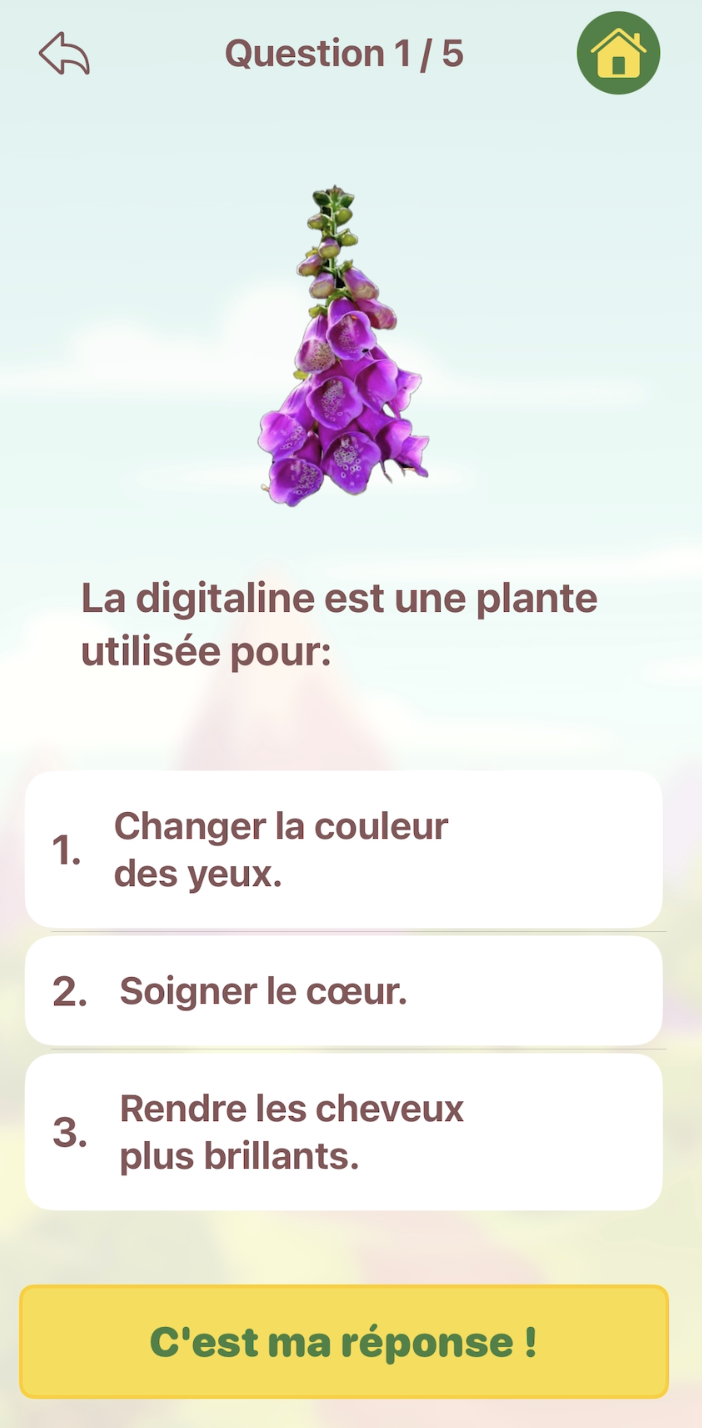 Question 1 / 5
La digitaline est une plante
utilisée pour:
1. Changer la couleur
des yeux.
2. Soigner le cœur.
3. Rendre les cheveux
plus brillants.
C'est ma réponse !